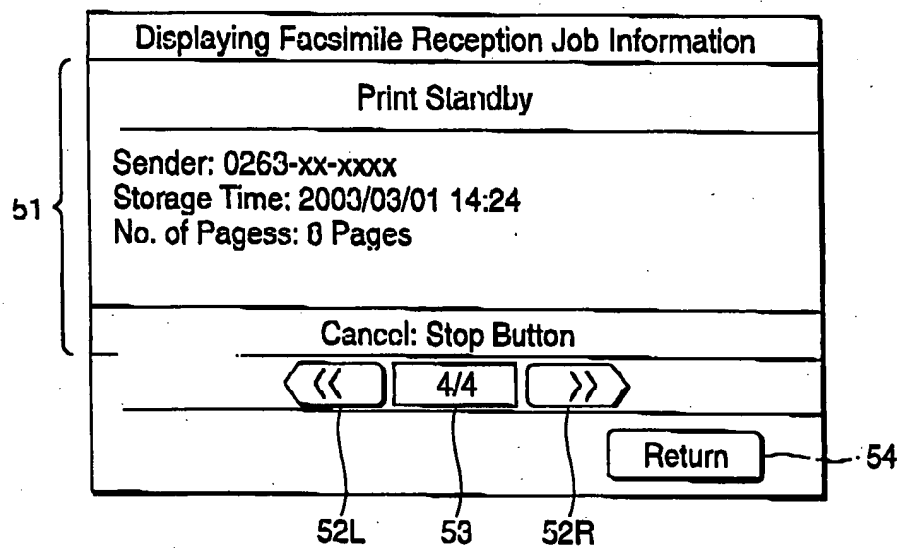 Displaying Facsimile Reception Job Information
Print Standby
Sender: 0263-xx-xxxx
Storage Time: 2003/03/01 14:24
No. of Pagess: Pages
51
Cancel: Stop Button
<< 4/4 >>
Return
54
52L 53 52R